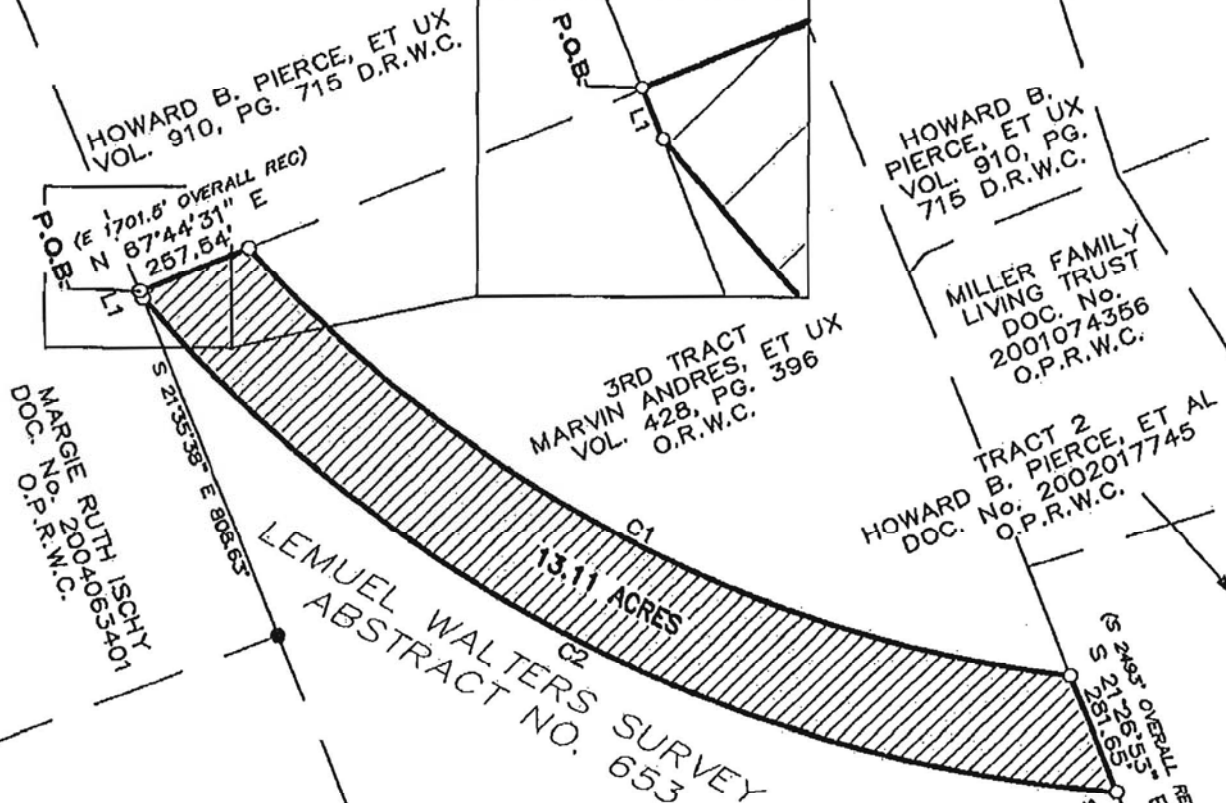 HOWARD B. PIERCE, ET UX
VOL. 910, PG. 715 D.R.W.C.
(E 1701.5' OVERALL REC)
N 67°44'31" E
257.54'
P.O.B.
L1
P.O.B.
L1
HOWARD B.
PIERCE, ET UX
VOL. 910, PG.
715 D.R.W.C.
MILLER FAMILY
LIVING TRUST
DOC. No.
2001074356
O.P.R.W.C.
3RD TRACT
MARVIN ANDRES, ET UX
VOL. 428, PG. 396
O.R.W.C.
TRACT 2
HOWARD B. PIERCE, ET AL
DOC. No. 2002017745
O.P.R.W.C.
MARGIE RUTH ISCHY
DOC. No. 2004063401
O.P.R.W.C.
S 21°35'38" E 808.63'
C1
13.11 ACRES
C2
LEMUEL WALTERS SURVEY
ABSTRACT NO. 653
(S 2493' OVERALL RE
S 21°26'53" E
281.65'